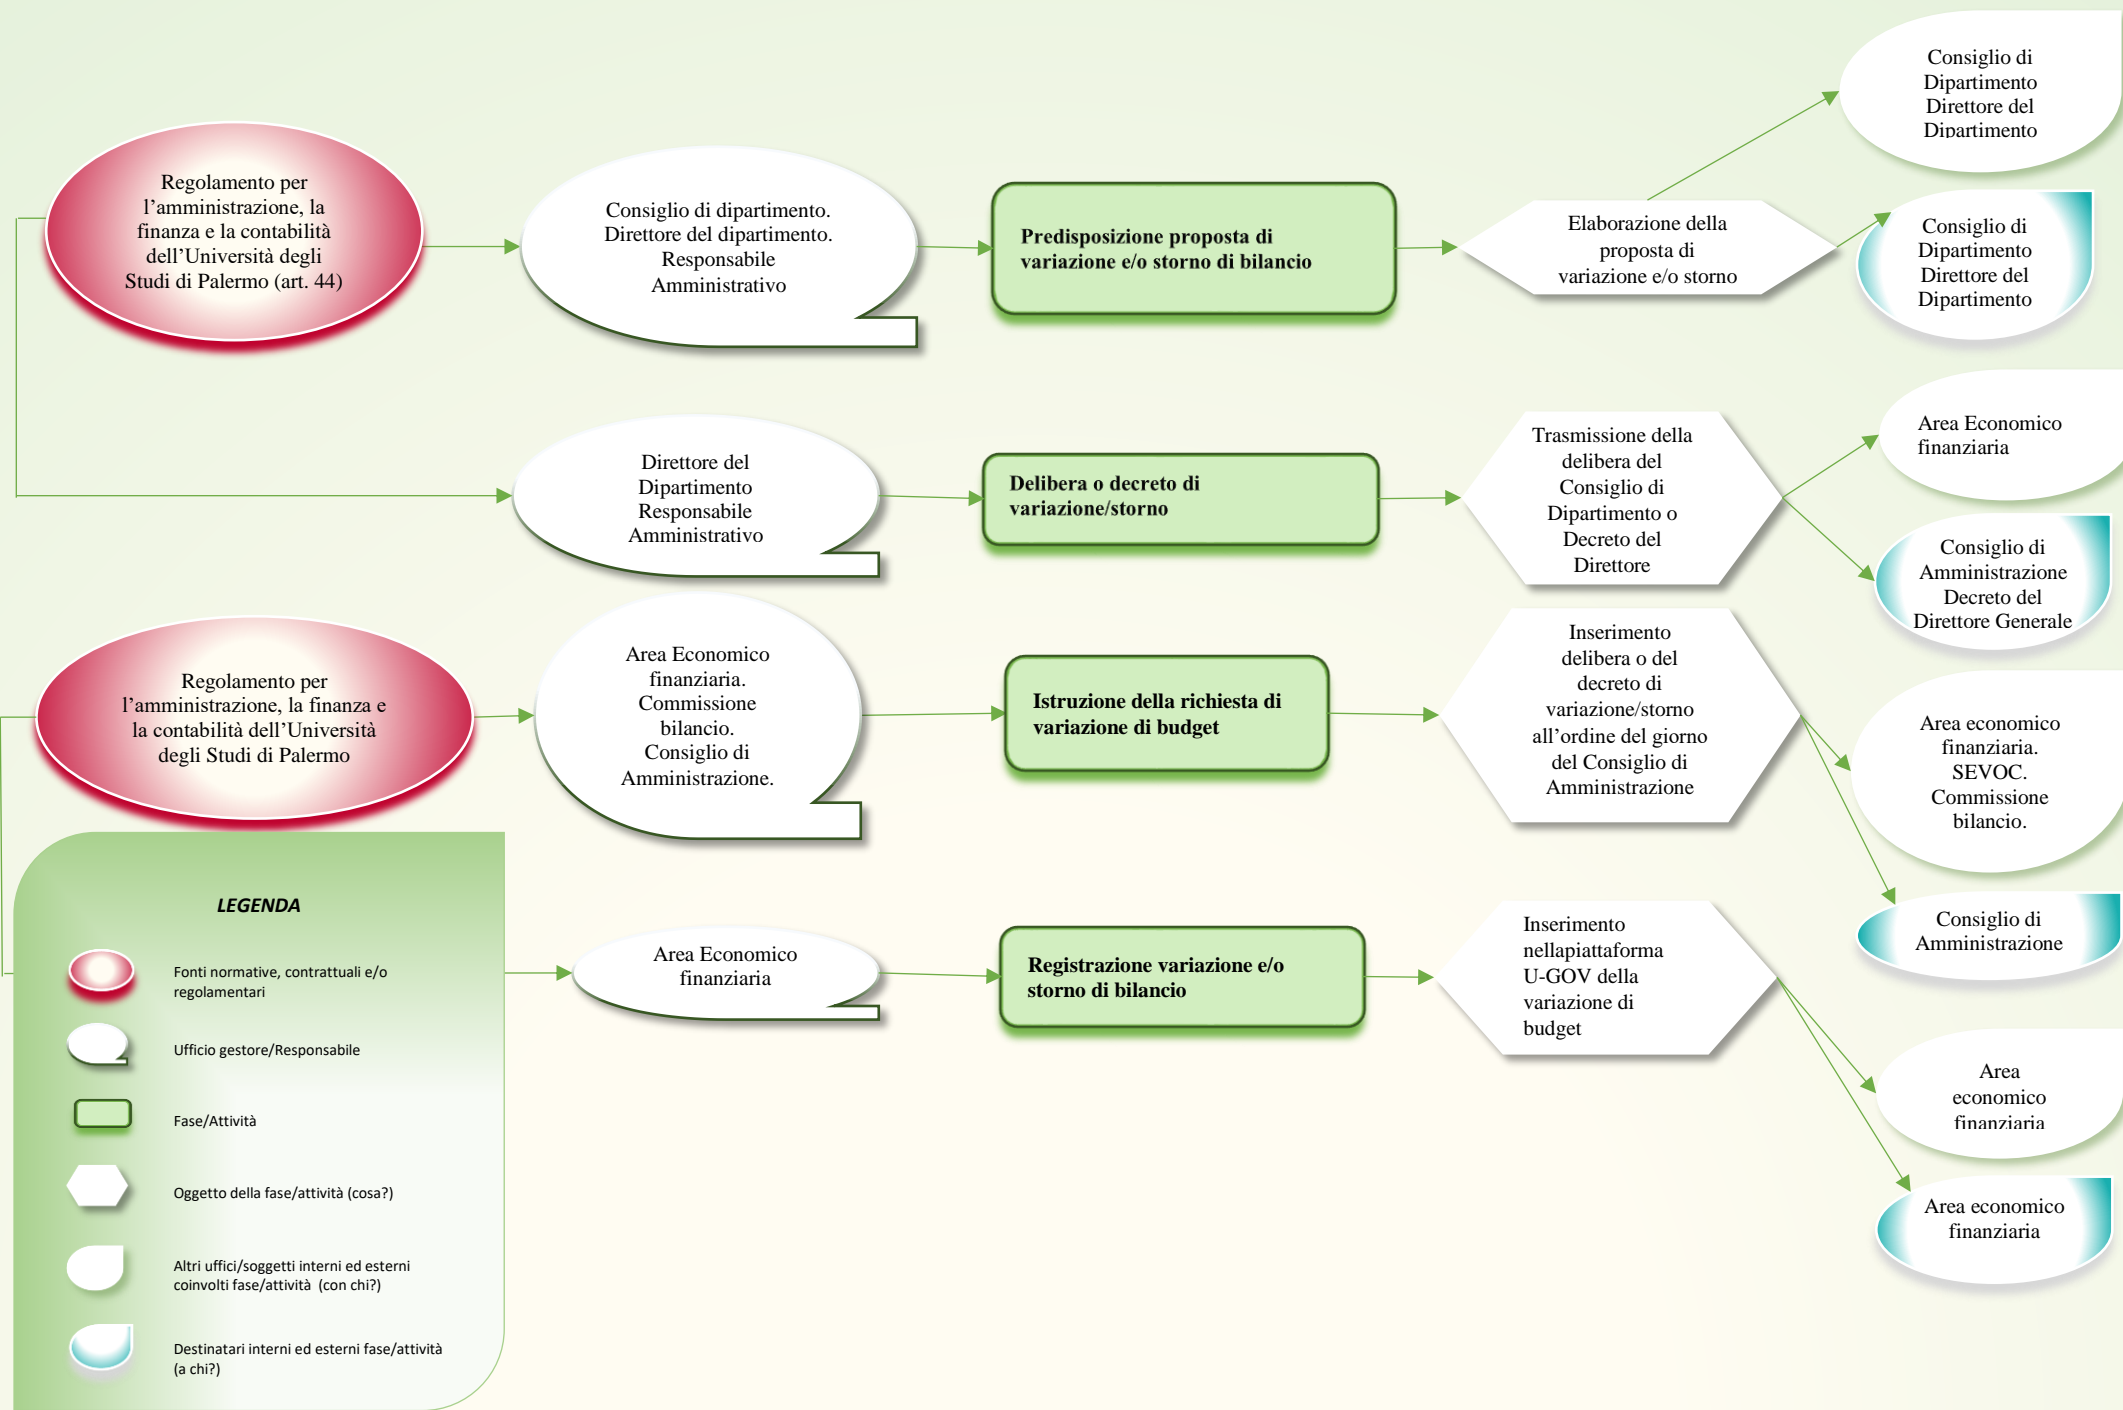 Regolamento per
l’amministrazione, la
finanza e la contabilità
dell’Università degli
Studi di Palermo (art. 44)
Consiglio di dipartimento.
Direttore del dipartimento.
Responsabile
Amministrativo
Predisposizione proposta di
variazione e/o storno di bilancio
Elaborazione della
proposta di
variazione e/o storno
Consiglio di
Dipartimento
Direttore del
Dipartimento
Consiglio di
Dipartimento
Direttore del
Dipartimento
Direttore del
Dipartimento
Responsabile
Amministrativo
Delibera o decreto di
variazione/storno
Trasmissione della
delibera del
Consiglio di
Dipartimento o
Decreto del
Direttore
Area Economico
finanziaria
Consiglio di
Amministrazione
Decreto del
Direttore Generale
Regolamento per
l’amministrazione, la finanza e
la contabilità dell’Università
degli Studi di Palermo
Area Economico
finanziaria.
Commissione
bilancio.
Consiglio di
Amministrazione.
Istruzione della richiesta di
variazione di budget
Inserimento
delibera o del
decreto di
variazione/storno
all’ordine del giorno
del Consiglio di
Amministrazione
Area economico
finanziaria.
SEVOC.
Commissione
bilancio.
Consiglio di
Amministrazione
Area Economico
finanziaria
Registrazione variazione e/o
storno di bilancio
Inserimento
nellapiattaforma
U-GOV della
variazione di
budget
Area
economico
finanziaria
Area economico
finanziaria
LEGENDA
Fonti normative, contrattuali e/o
regolamentari
Ufficio gestore/Responsabile
Fase/Attività
Oggetto della fase/attività (cosa?)
Altri uffici/soggetti interni ed esterni
coinvolti fase/attività (con chi?)
Destinatari interni ed esterni fase/attività
(a chi?)